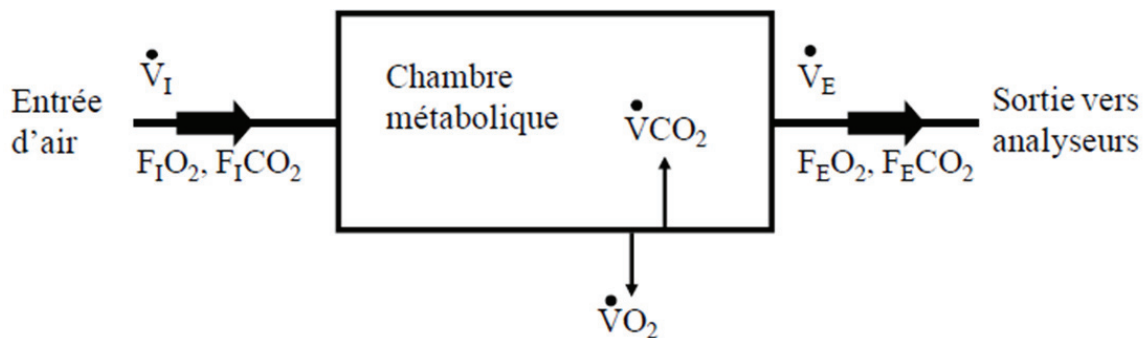 Entrée
d’air
V̇I
FIO2, FICO2
Chambre
métabolique
V̇CO2
V̇O2
V̇E
FEO2, FECO2
Sortie vers
analyseurs